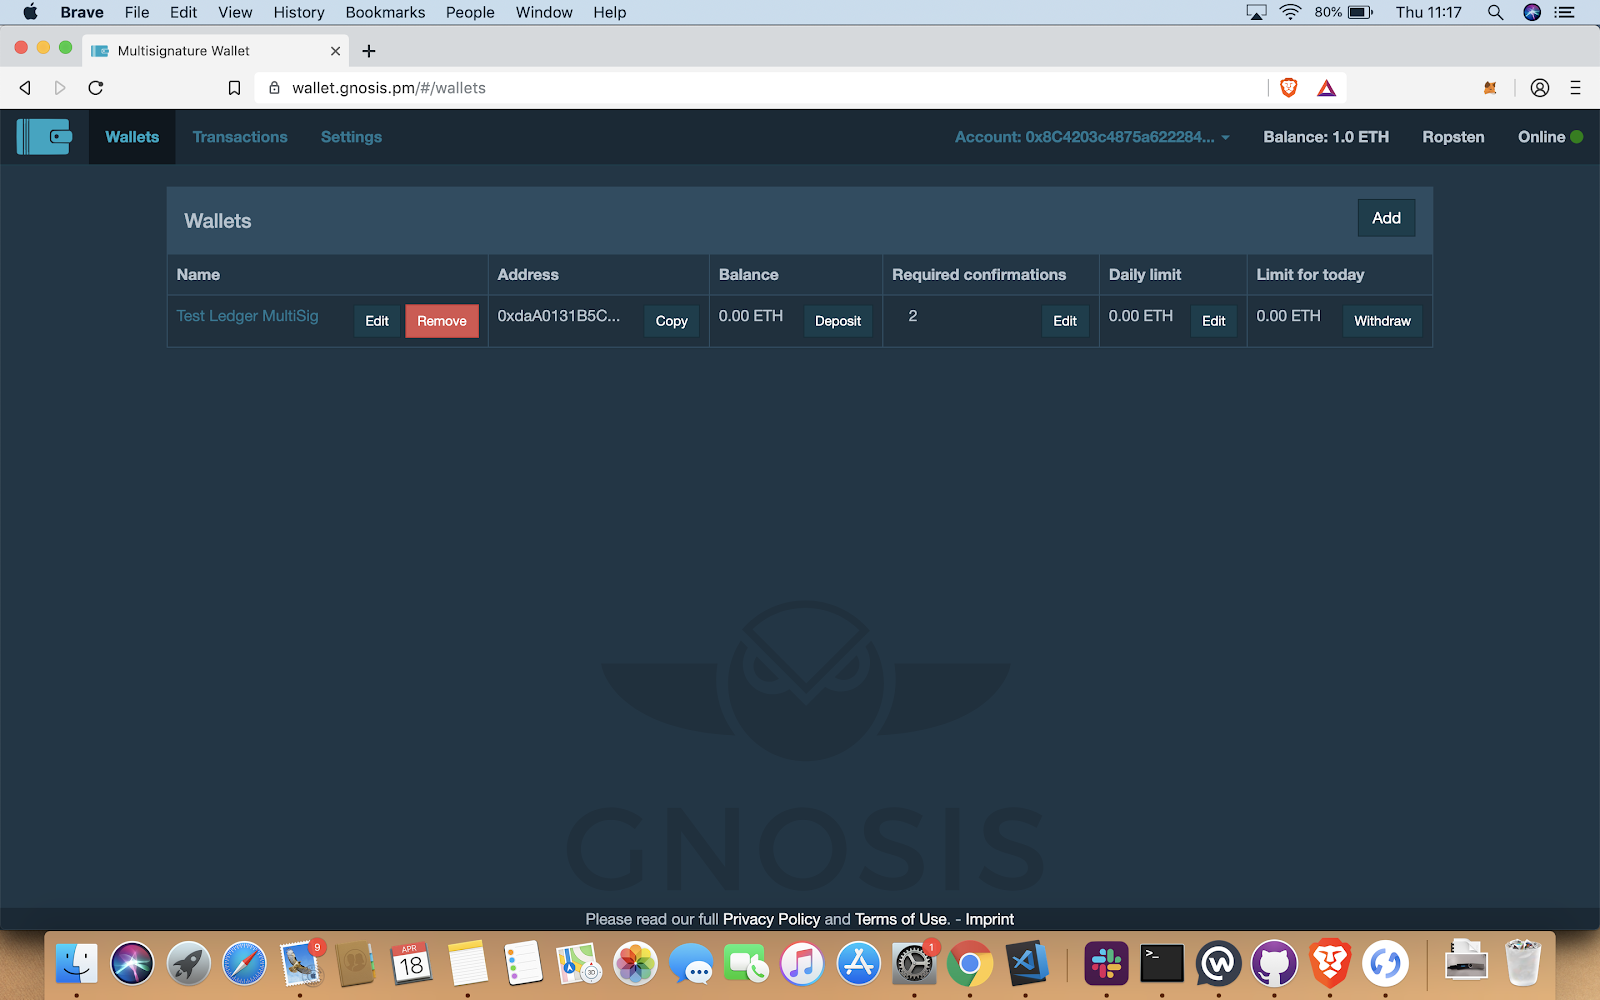 Brave File Edit View History Bookmarks People Window Help 80% Thu 11:17
Multisignature Wallet
wallet.gnosis.pm/#/wallets
Wallets Transactions Settings Account: 0x8C4203c4875a622284... Balance: 1.0 ETH Ropsten Online
Wallets Add
Name Address Balance Required confirmations Daily limit Limit for today
Test Ledger MultiSig Edit Remove 0xdaA0131B5C... Copy 0.00 ETH Deposit 2 Edit 0.00 ETH Edit 0.00 ETH Withdraw
GNOSIS
Please read our full Privacy Policy and Terms of Use. - Imprint
9 APR 18 1